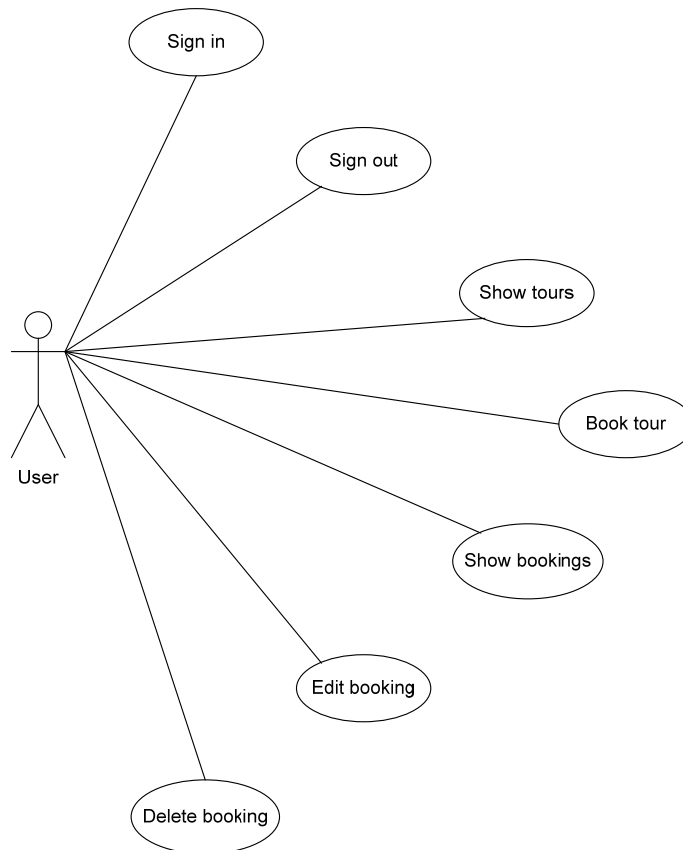 Sign in
Sign out
Show tours
Book tour
User
Show bookings
Edit booking
Delete booking